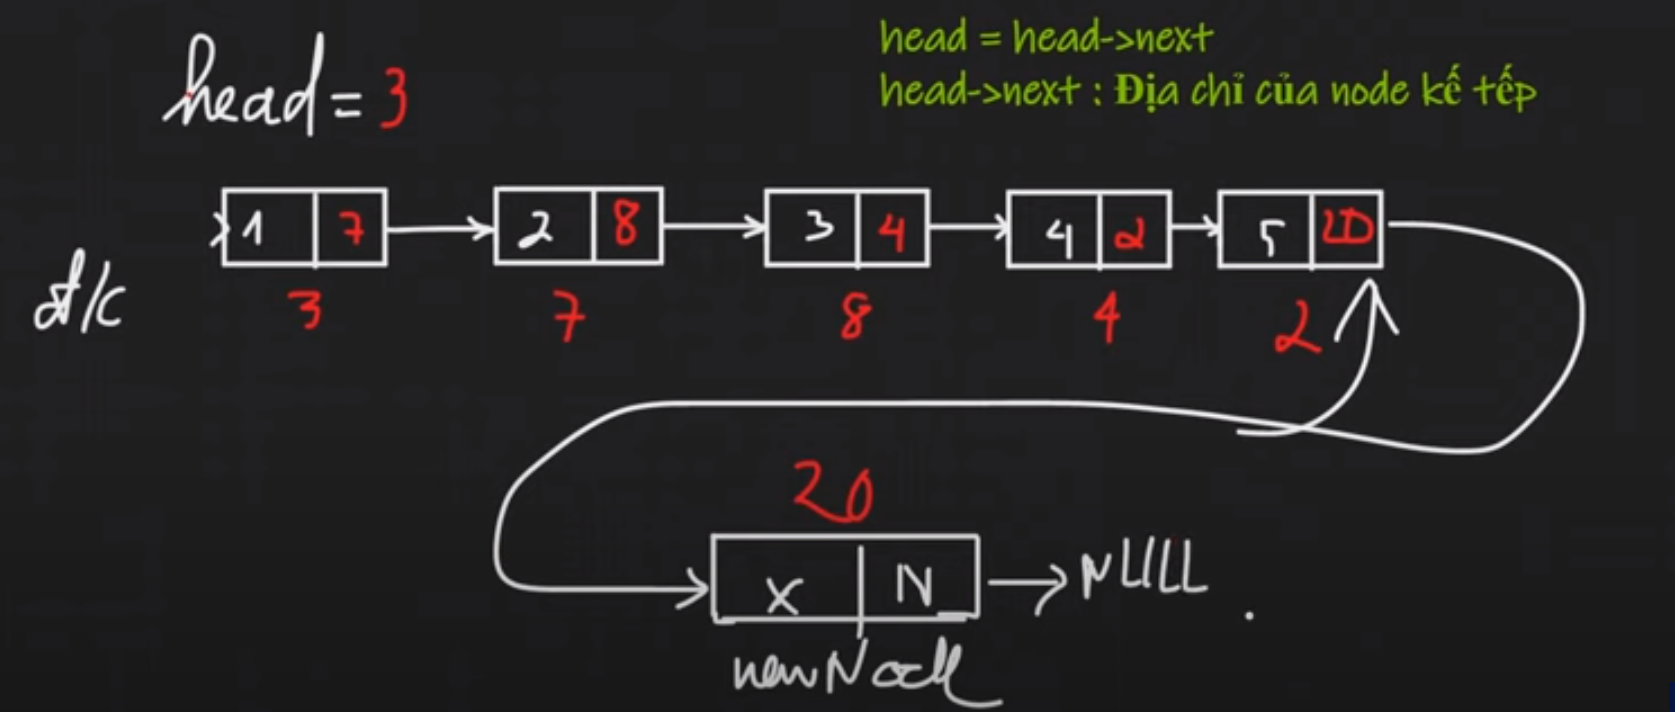 head = head->next
head->next : Địa chỉ của node kế tếp
head = 3
1 7 2 8 3 4 4 2 5 20
đ/c 3 7 8 4 2
20
x N NULL
newNode